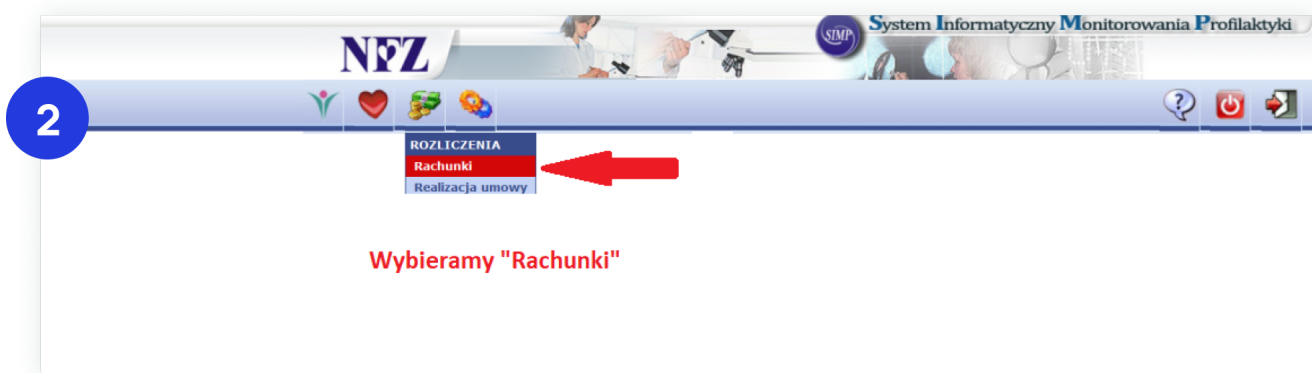 System Informatyczny Monitorowania Profilaktyki
SIMP
NFZ
2
ROZLICZENIA
Rachunki
Realizacja umowy
Wybieramy "Rachunki"